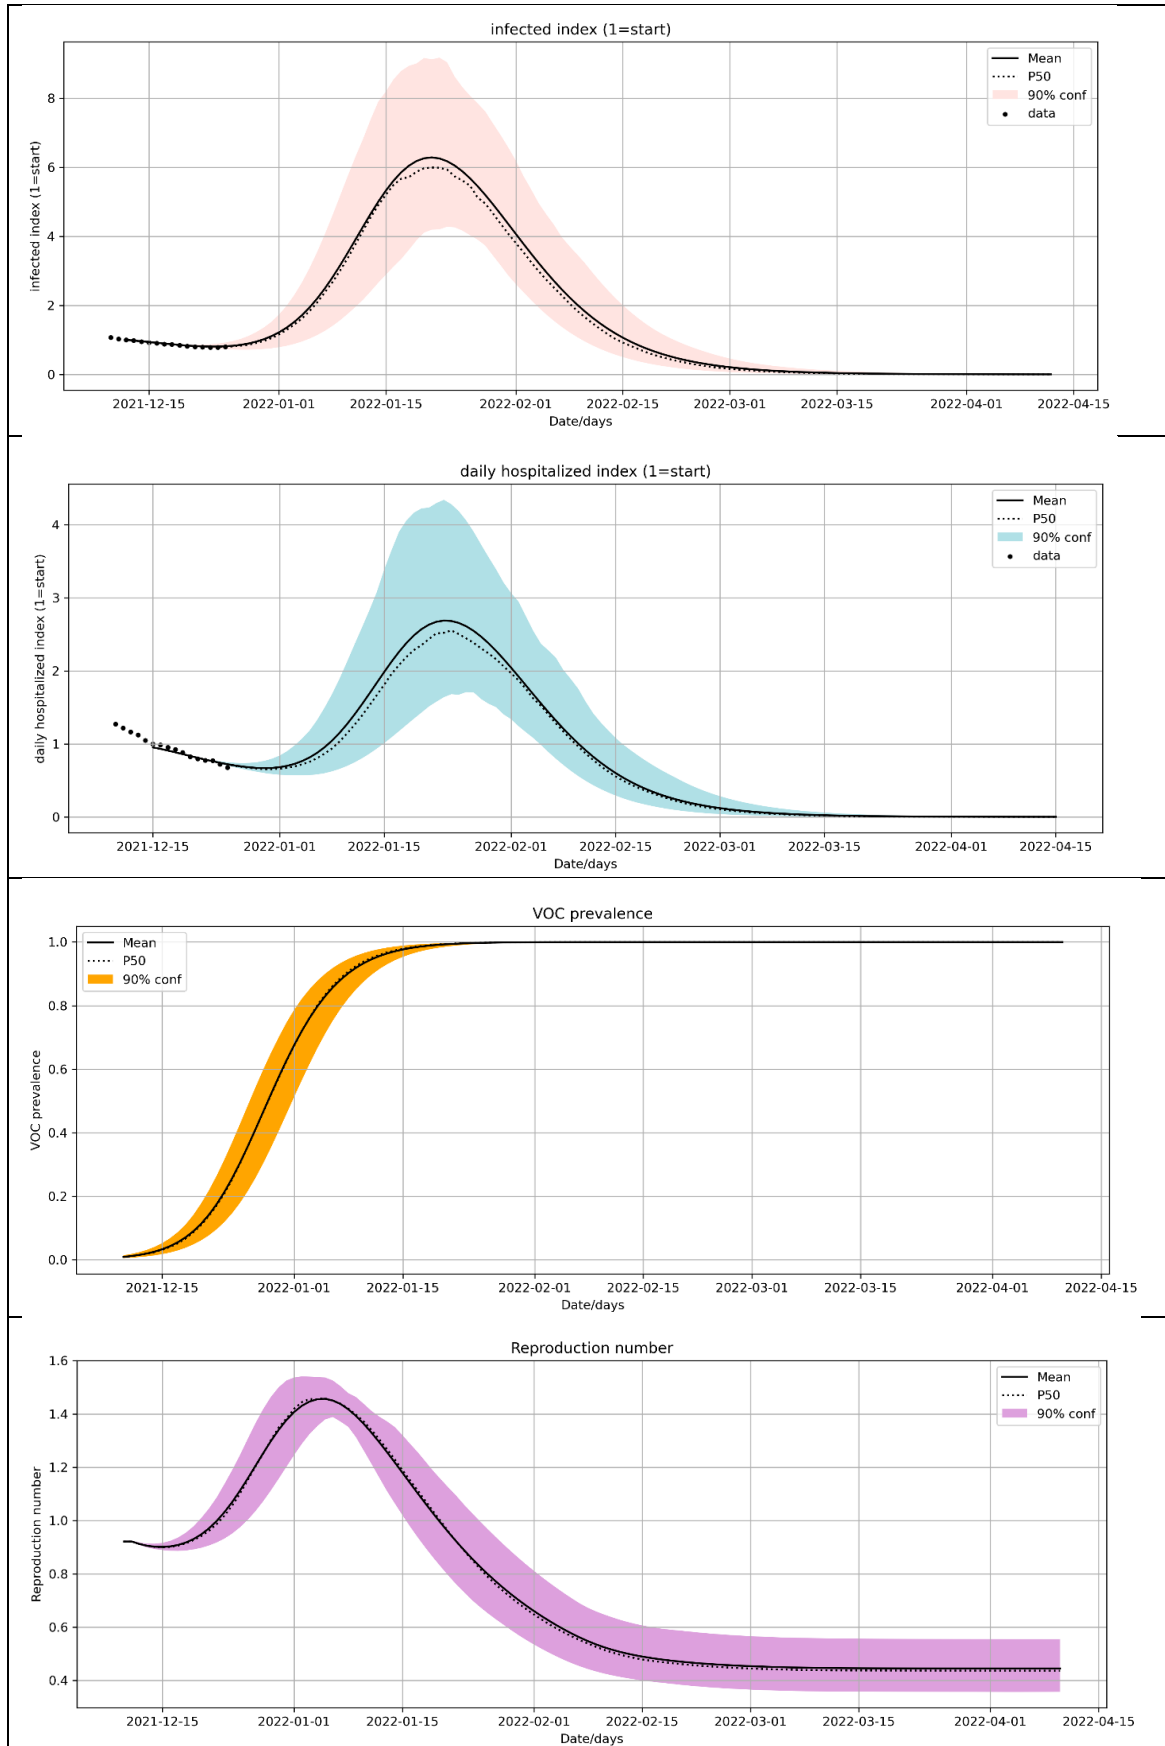 infected index (1=start)
Mean
P50
90% conf
data
infected index (1=start)
8
6
4
2
0
2021-12-15 2022-01-01 2022-01-15 2022-02-01 2022-02-15 2022-03-01 2022-03-15 2022-04-01 2022-04-15
Date/days
daily hospitalized index (1=start)
Mean
P50
90% conf
data
daily hospitalized index (1=start)
4
3
2
1
0
2021-12-15 2022-01-01 2022-01-15 2022-02-01 2022-02-15 2022-03-01 2022-03-15 2022-04-01 2022-04-15
Date/days
VOC prevalence
Mean
P50
90% conf
VOC prevalence
1.0
0.8
0.6
0.4
0.2
0.0
2021-12-15 2022-01-01 2022-01-15 2022-02-01 2022-02-15 2022-03-01 2022-03-15 2022-04-01 2022-04-15
Date/days
Reproduction number
Mean
P50
90% conf
Reproduction number
1.6
1.4
1.2
1.0
0.8
0.6
0.4
2021-12-15 2022-01-01 2022-01-15 2022-02-01 2022-02-15 2022-03-01 2022-03-15 2022-04-01 2022-04-15
Date/days